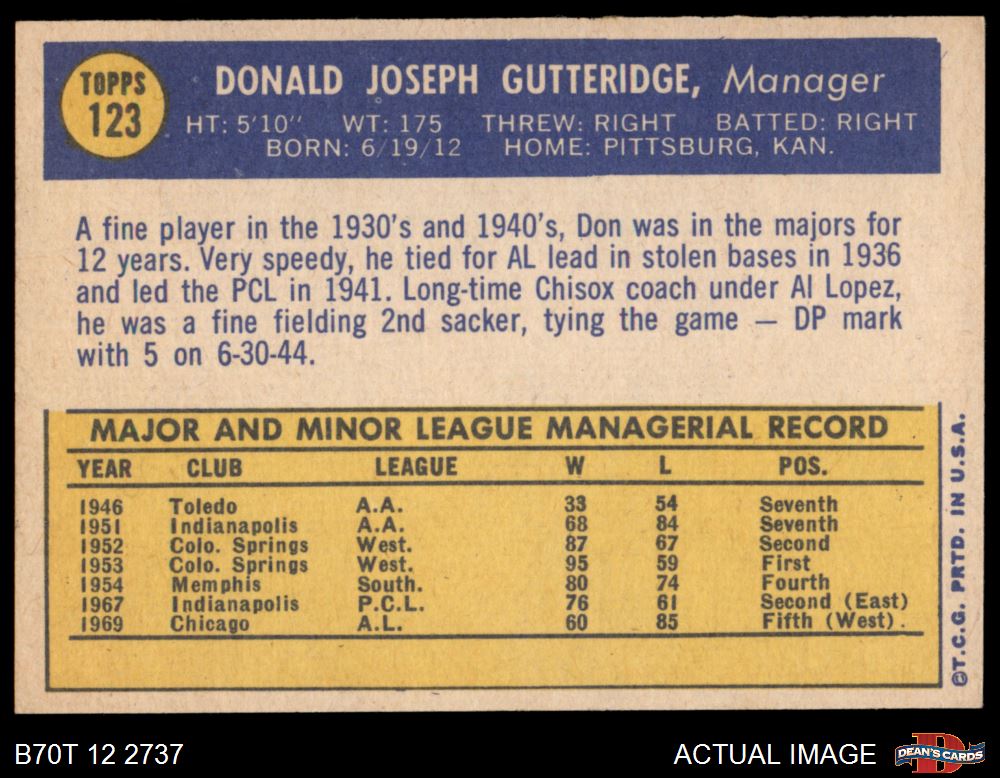 TOPPS
123
DONALD JOSEPH GUTTERIDGE, Manager
HT: 5'10" WT: 175 THREW: RIGHT BATTED: RIGHT
BORN: 6/19/12 HOME: PITTSBURG, KAN.
A fine player in the 1930's and 1940's, Don was in the majors for
12 years. Very speedy, he tied for AL lead in stolen bases in 1936
and led the PCL in 1941. Long-time Chisox coach under Al Lopez,
he was a fine fielding 2nd sacker, tying the game — DP mark
with 5 on 6-30-44.
MAJOR AND MINOR LEAGUE MANAGERIAL RECORD
YEAR CLUB LEAGUE W L POS.
1946 Toledo A.A. 33 54 Seventh
1951 Indianapolis A.A. 68 84 Seventh
1952 Colo. Springs West. 87 67 Second
1953 Colo. Springs West. 95 59 First
1954 Memphis South. 80 74 Fourth
1967 Indianapolis P.C.L. 76 61 Second (East)
1969 Chicago A.L. 60 85 Fifth (West).
©T.C.G. PRTD. IN U.S.A.
B70T 12 2737
ACTUAL IMAGE
DEAN'S CARDS